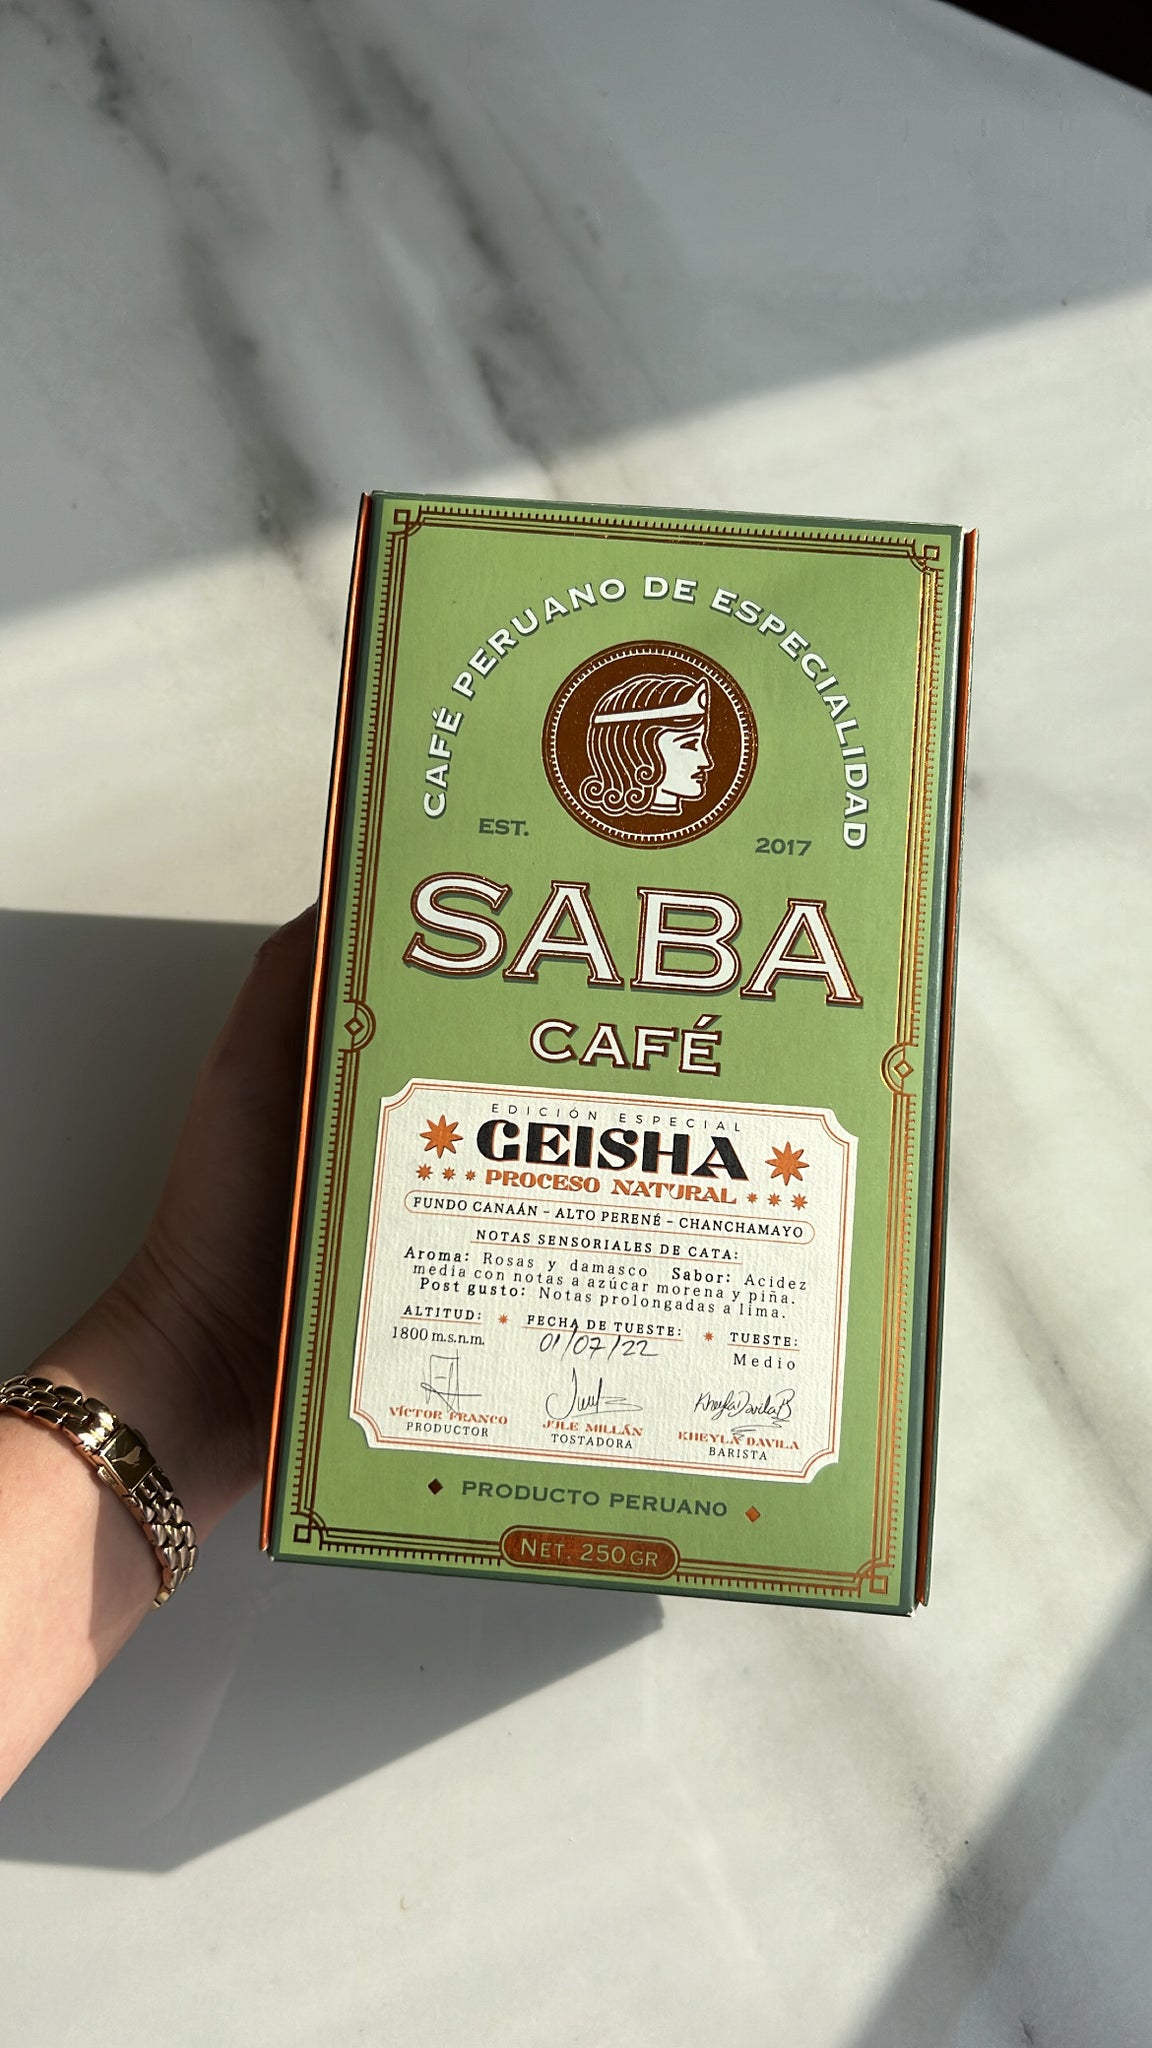 CAFÉ PERUANO DE ESPECIALIDAD
EST. 2017
SABA
CAFÉ
EDICIÓN ESPECIAL
GEISHA
PROCESO NATURAL
FUNDO CANAÁN - ALTO PERENÉ - CHANCHAMAYO
NOTAS SENSORIALES DE CATA:
Aroma: Rosas y damasco Sabor: Acidez
media con notas a azúcar morena y piña.
Post gusto: Notas prolongadas a lima.
ALTITUD: FECHA DE TUESTE: TUESTE:
1800 m.s.n.m. 01/07/22 Medio
KheylaDavilaB
VÍCTOR FRANCO JULE MILLÁN KHEYLA DAVILA
PRODUCTOR TOSTADORA BARISTA
PRODUCTO PERUANO
NET. 250 GR